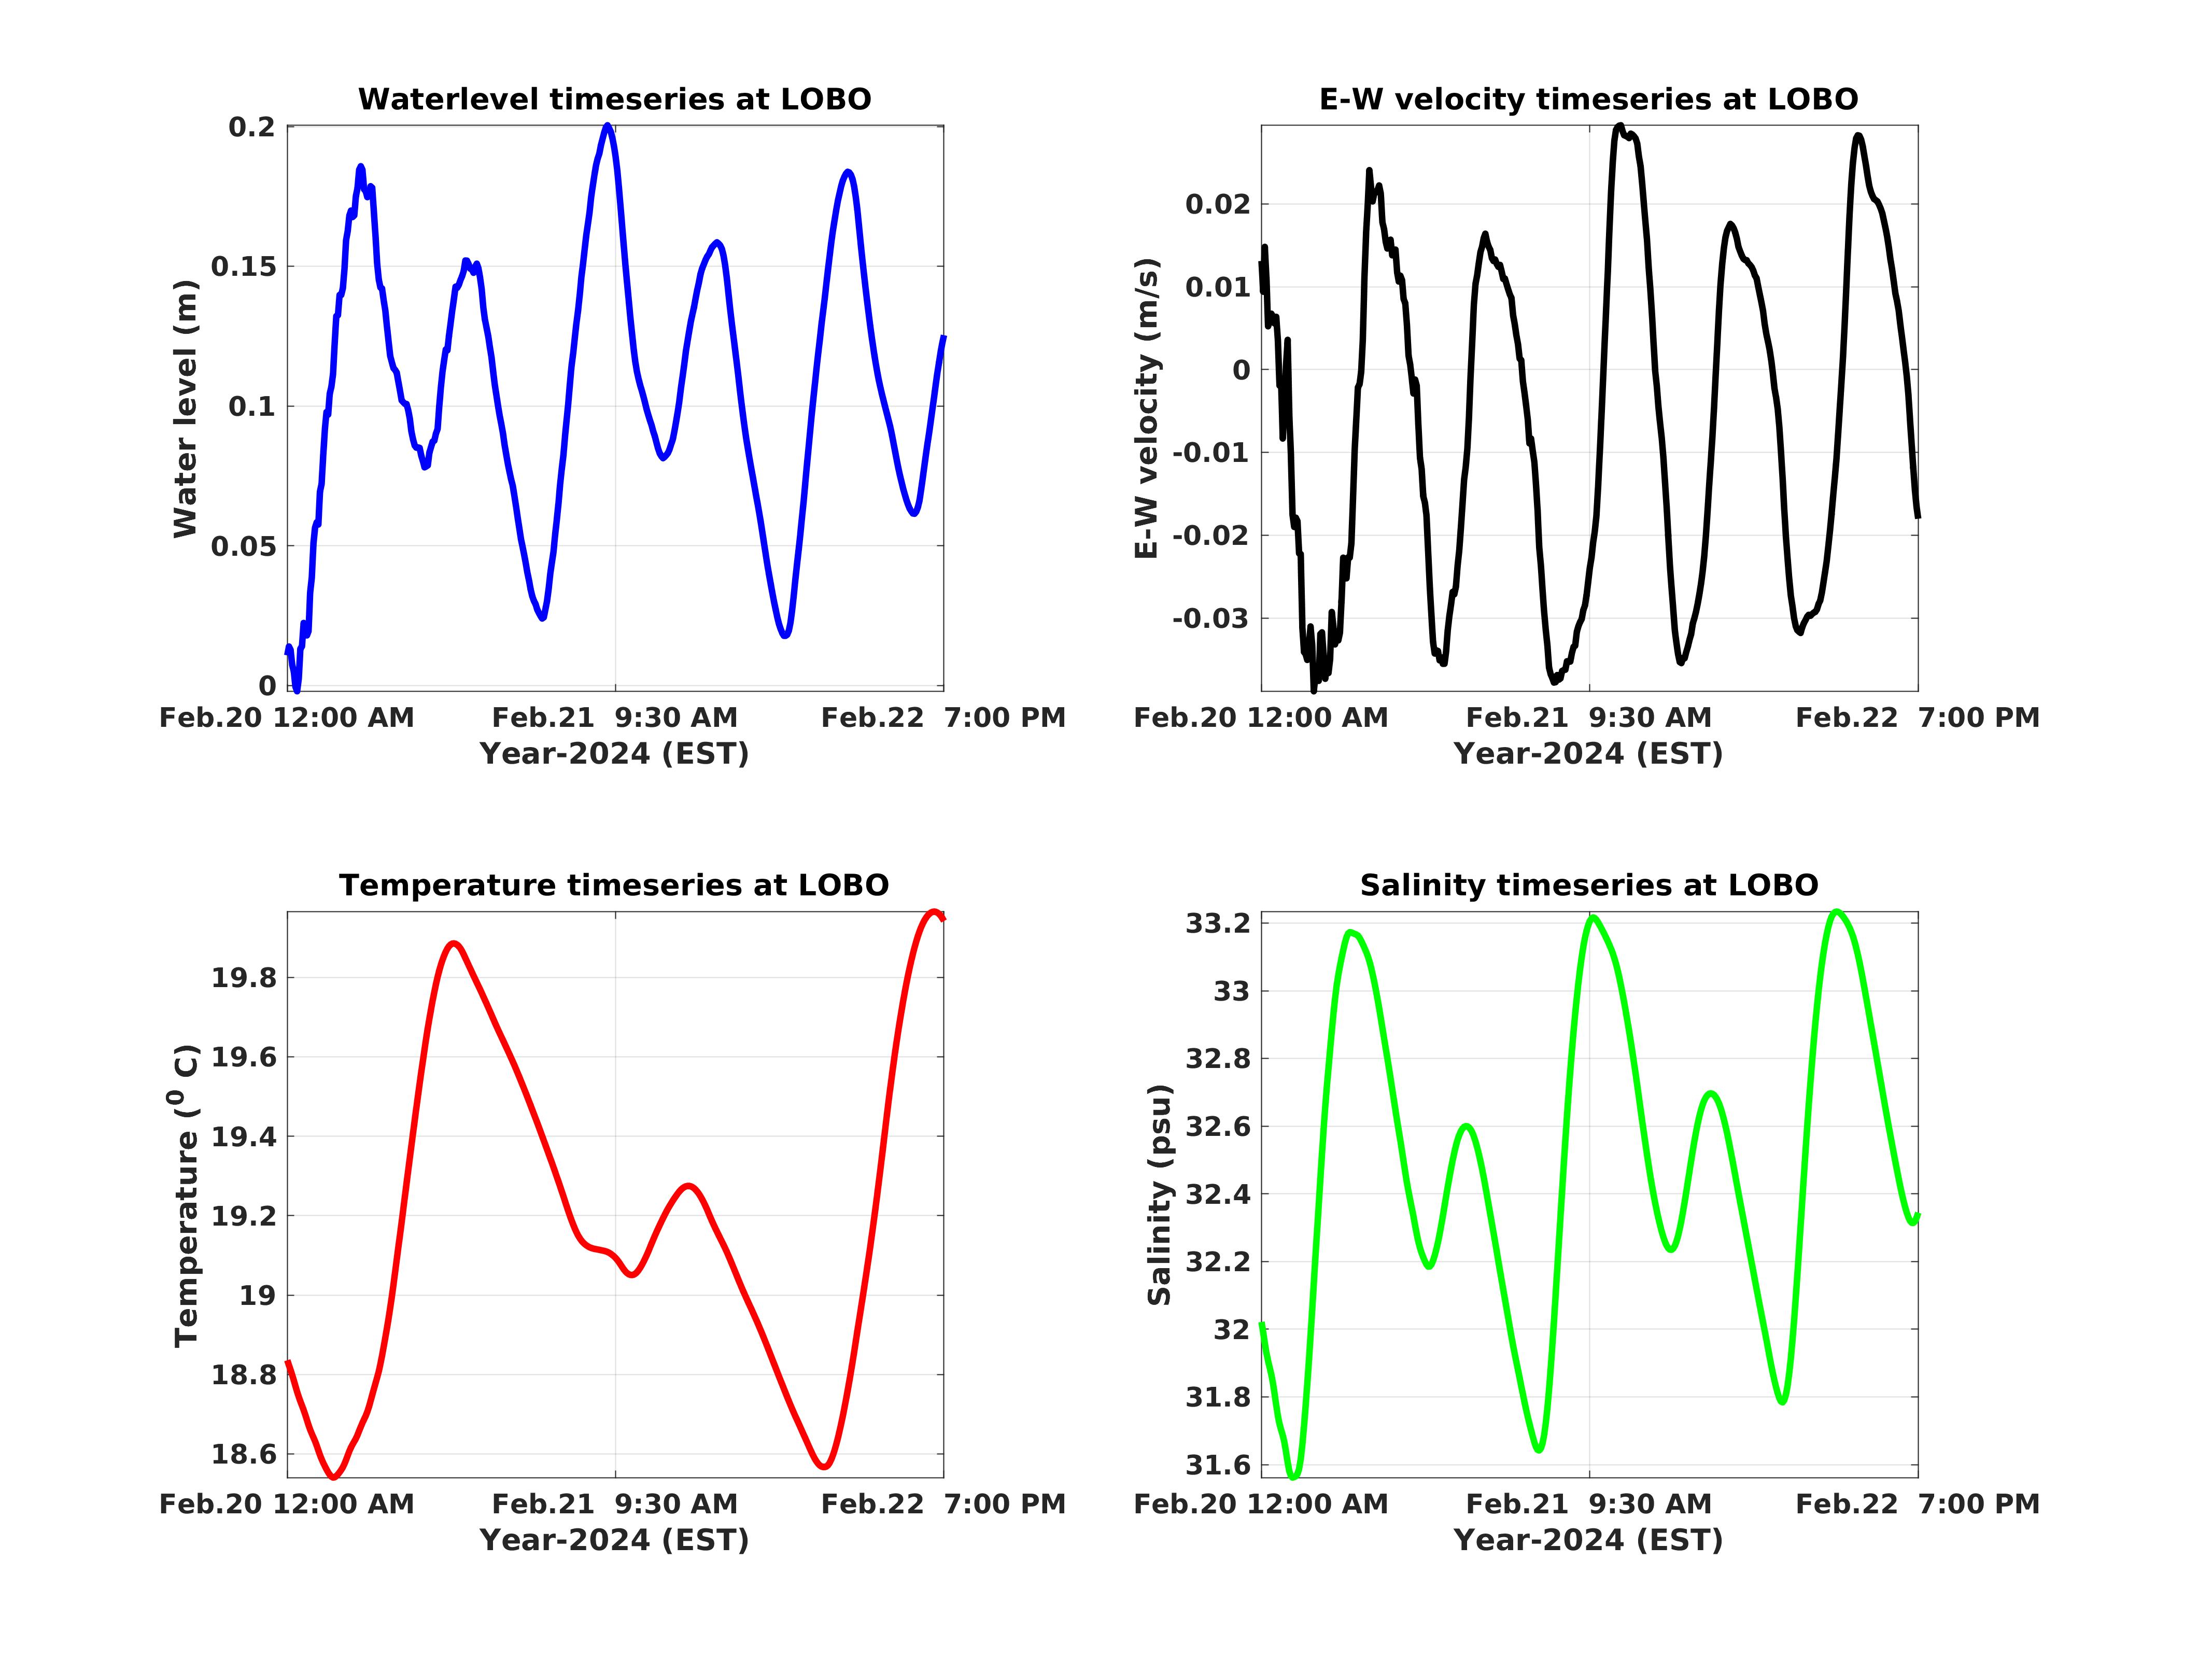 Waterlevel timeseries at LOBO
0.2
0.15
0.1
0.05
0
Water level (m)
Feb.20 12:00 AM Feb.21 9:30 AM Feb.22 7:00 PM
Year-2024 (EST)
E-W velocity timeseries at LOBO
0.02
0.01
0
-0.01
-0.02
-0.03
E-W velocity (m/s)
Feb.20 12:00 AM Feb.21 9:30 AM Feb.22 7:00 PM
Year-2024 (EST)
Temperature timeseries at LOBO
19.8
19.6
19.4
19.2
19
18.8
18.6
Temperature (⁰ C)
Feb.20 12:00 AM Feb.21 9:30 AM Feb.22 7:00 PM
Year-2024 (EST)
Salinity timeseries at LOBO
33.2
33
32.8
32.6
32.4
32.2
32
31.8
31.6
Salinity (psu)
Feb.20 12:00 AM Feb.21 9:30 AM Feb.22 7:00 PM
Year-2024 (EST)